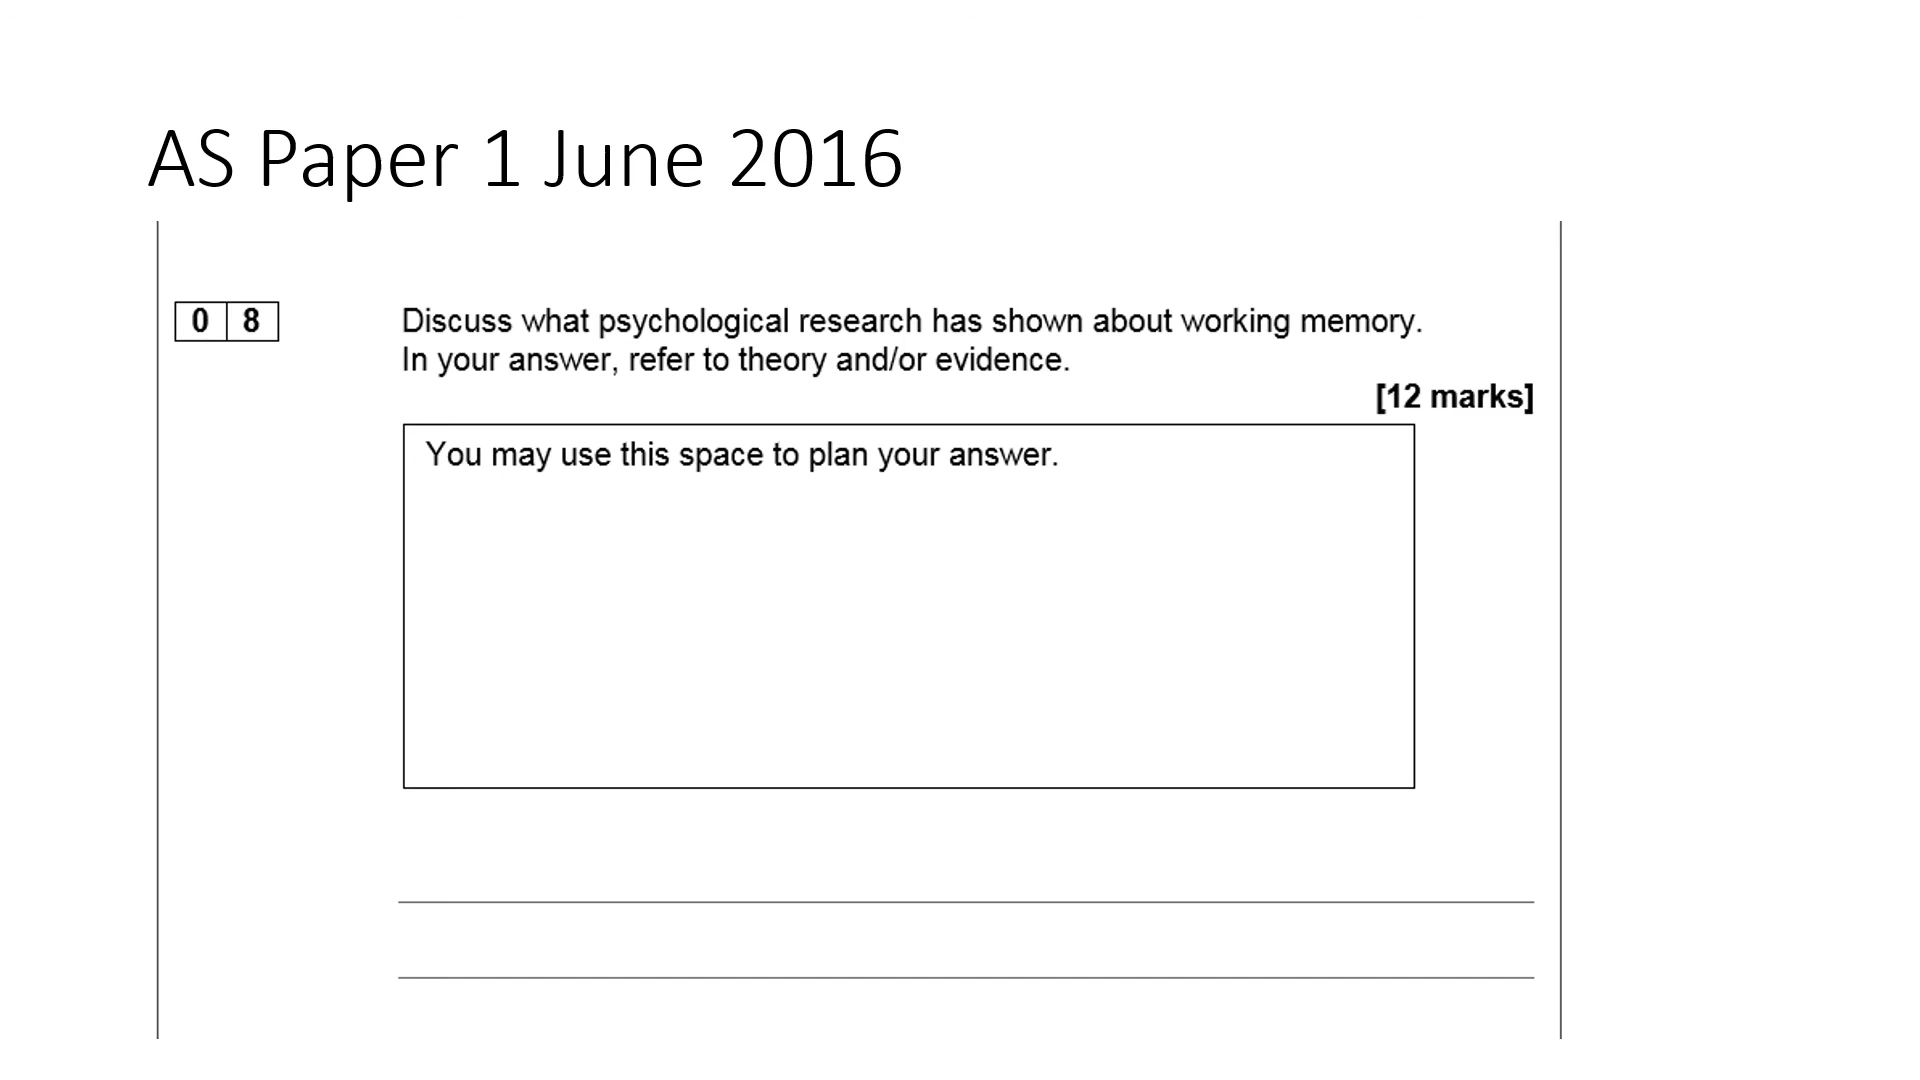 AS Paper 1 June 2016
0 8
Discuss what psychological research has shown about working memory.
In your answer, refer to theory and/or evidence.
[12 marks]
You may use this space to plan your answer.